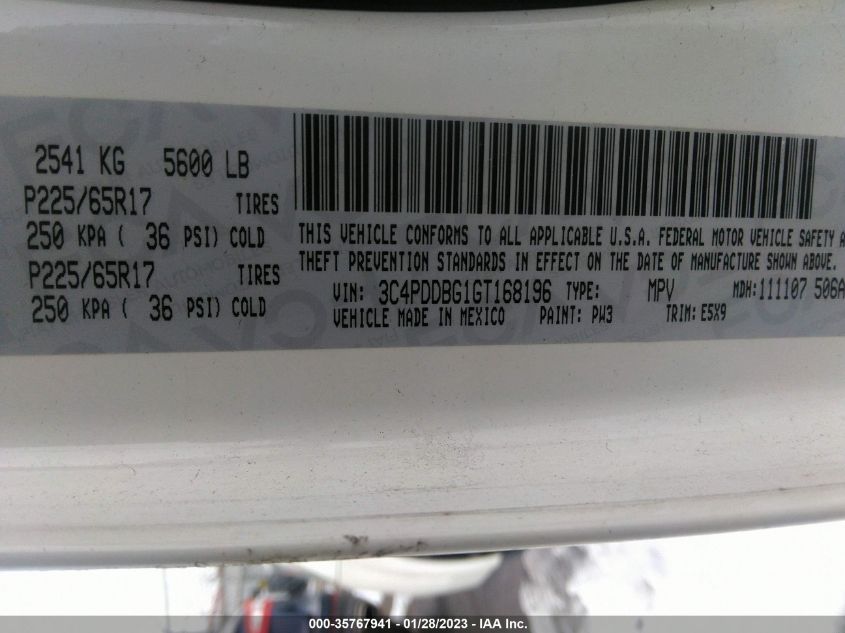 2541 KG 5600 LB
P225/65R17 TIRES
250 KPA ( 36 PSI) COLD
P225/65R17 TIRES
250 KPA ( 36 PSI) COLD
THIS VEHICLE CONFORMS TO ALL APPLICABLE U.S.A. FEDERAL MOTOR VEHICLE SAFETY A
THEFT PREVENTION STANDARDS IN EFFECT ON THE DATE OF MANUFACTURE SHOWN ABOVE.
VIN: 3C4PDDBG1GT168196 TYPE: MPV MDH:111107 506A
VEHICLE MADE IN MEXICO PAINT: PW3 TRIM: E5X9
000-35767941 - 01/28/2023 - IAA Inc.